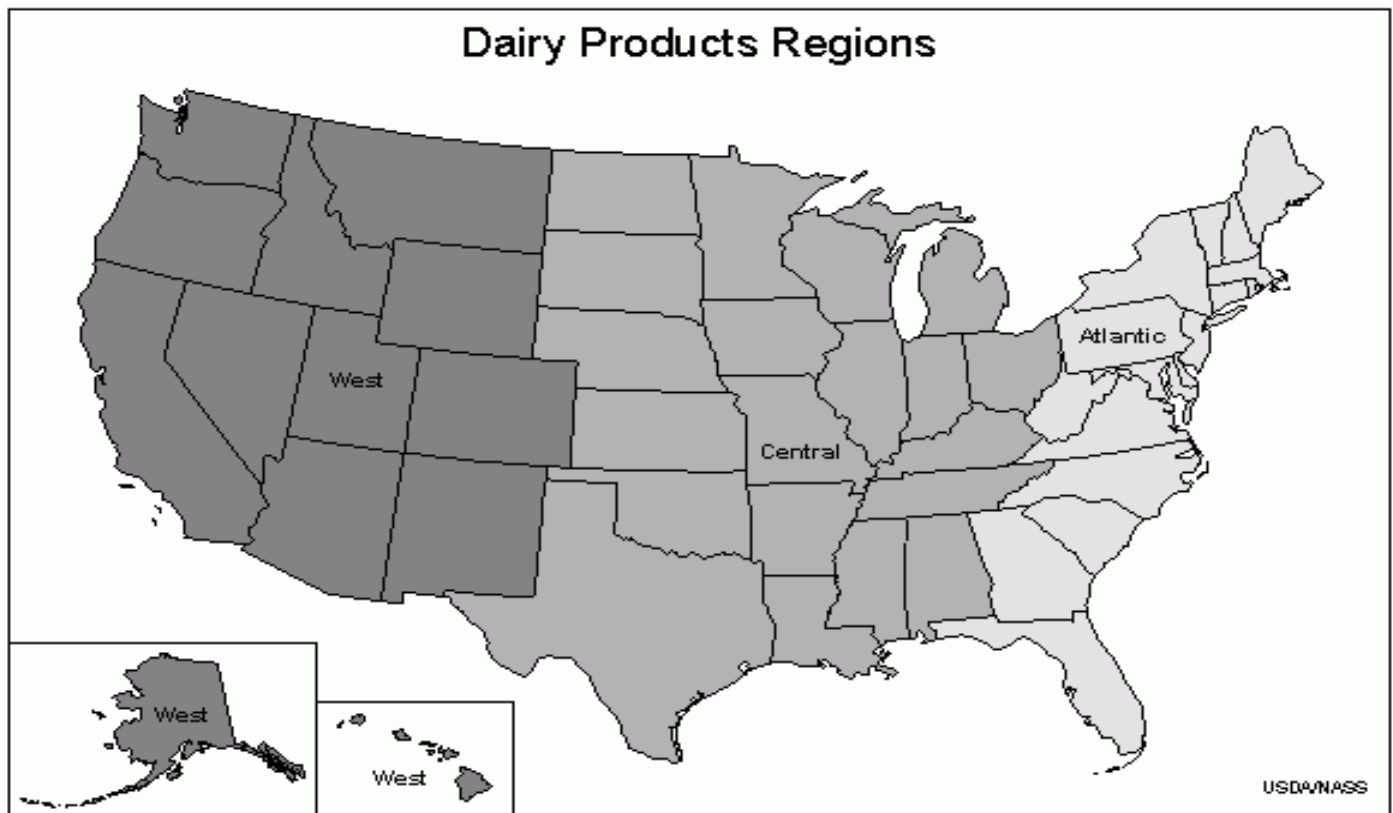 Dairy Products Regions
Atlantic
West
Central
West
West
USDA/NASS